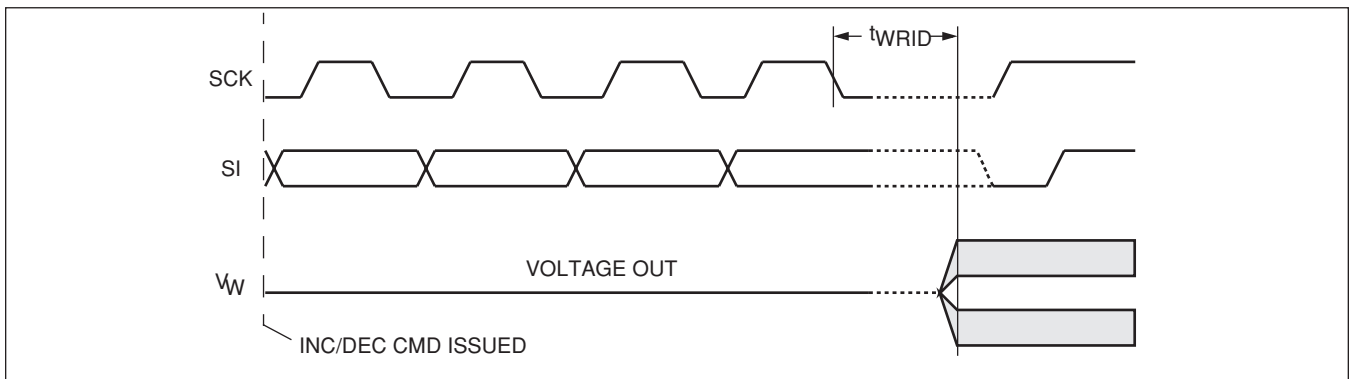 tWRID
SCK
SI
VOLTAGE OUT
VW
INC/DEC CMD ISSUED